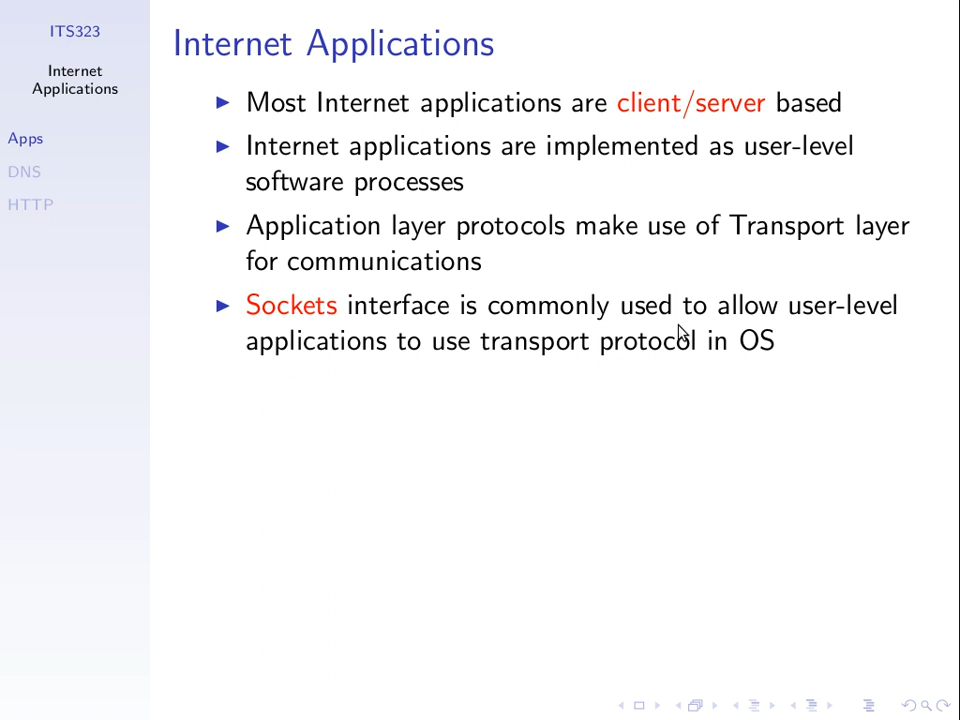 ITS323
Internet
Applications
Apps
DNS
HTTP
Internet Applications
Most Internet applications are client/server based
Internet applications are implemented as user-level
software processes
Application layer protocols make use of Transport layer
for communications
Sockets interface is commonly used to allow user-level
applications to use transport protocol in OS